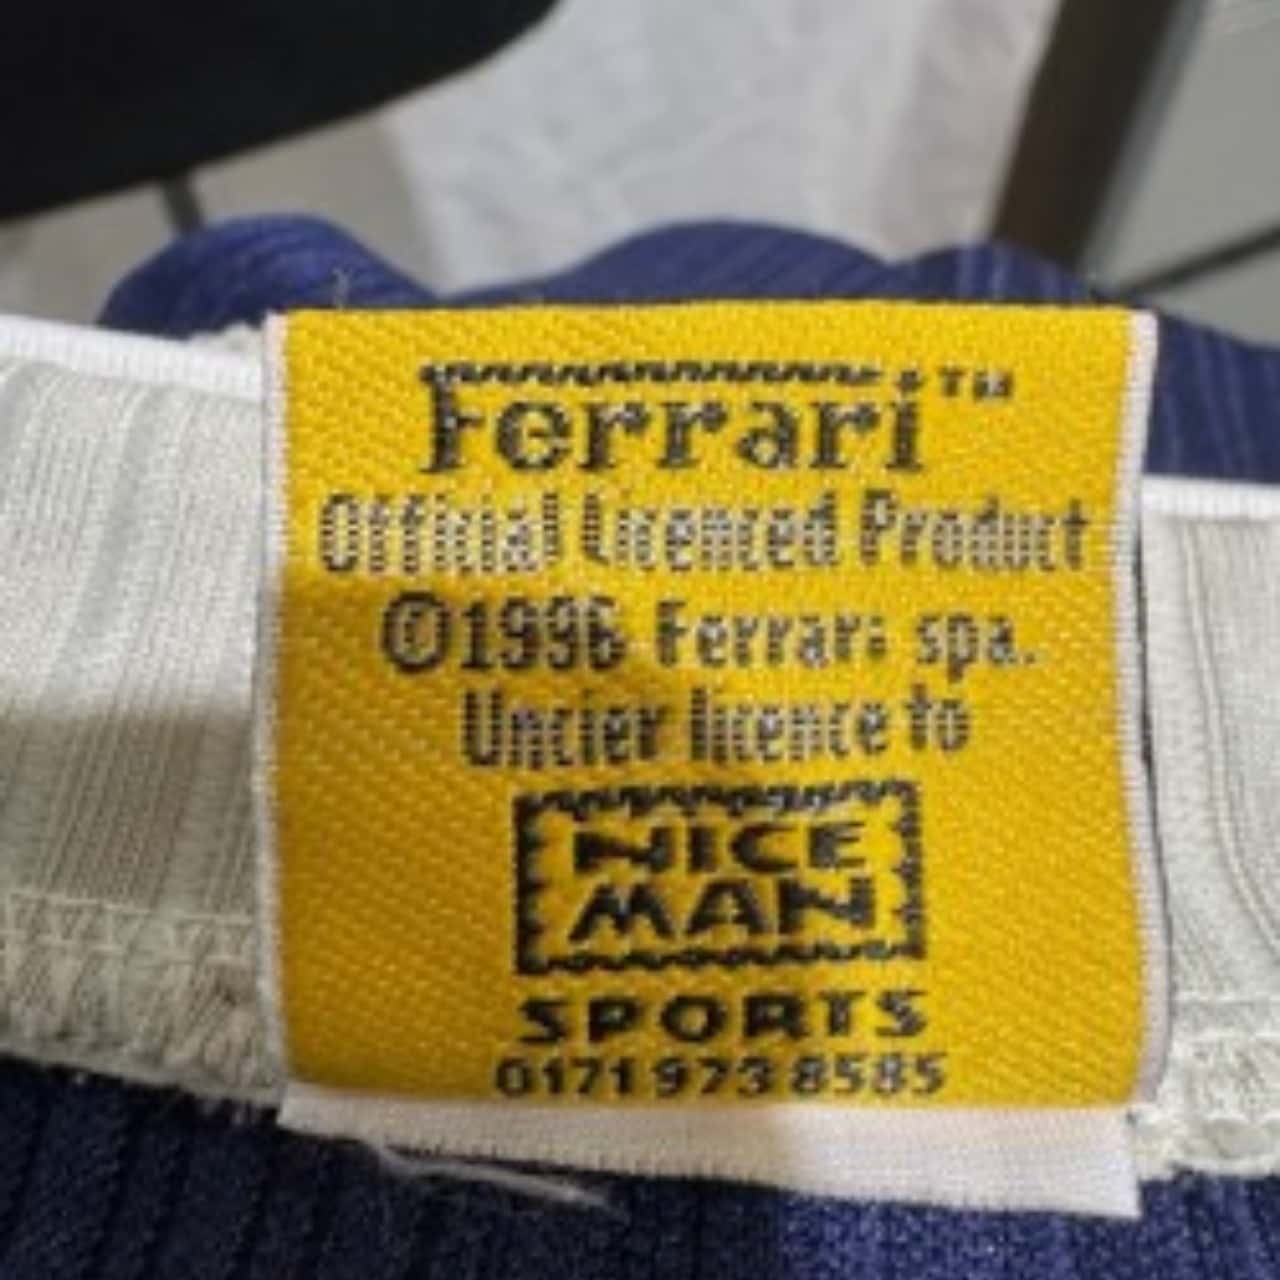 Ferrari™
Official Licenced Product
©1996 Ferrari spa.
Under licence to
NICE
MAN
SPORTS
0171 973 8585